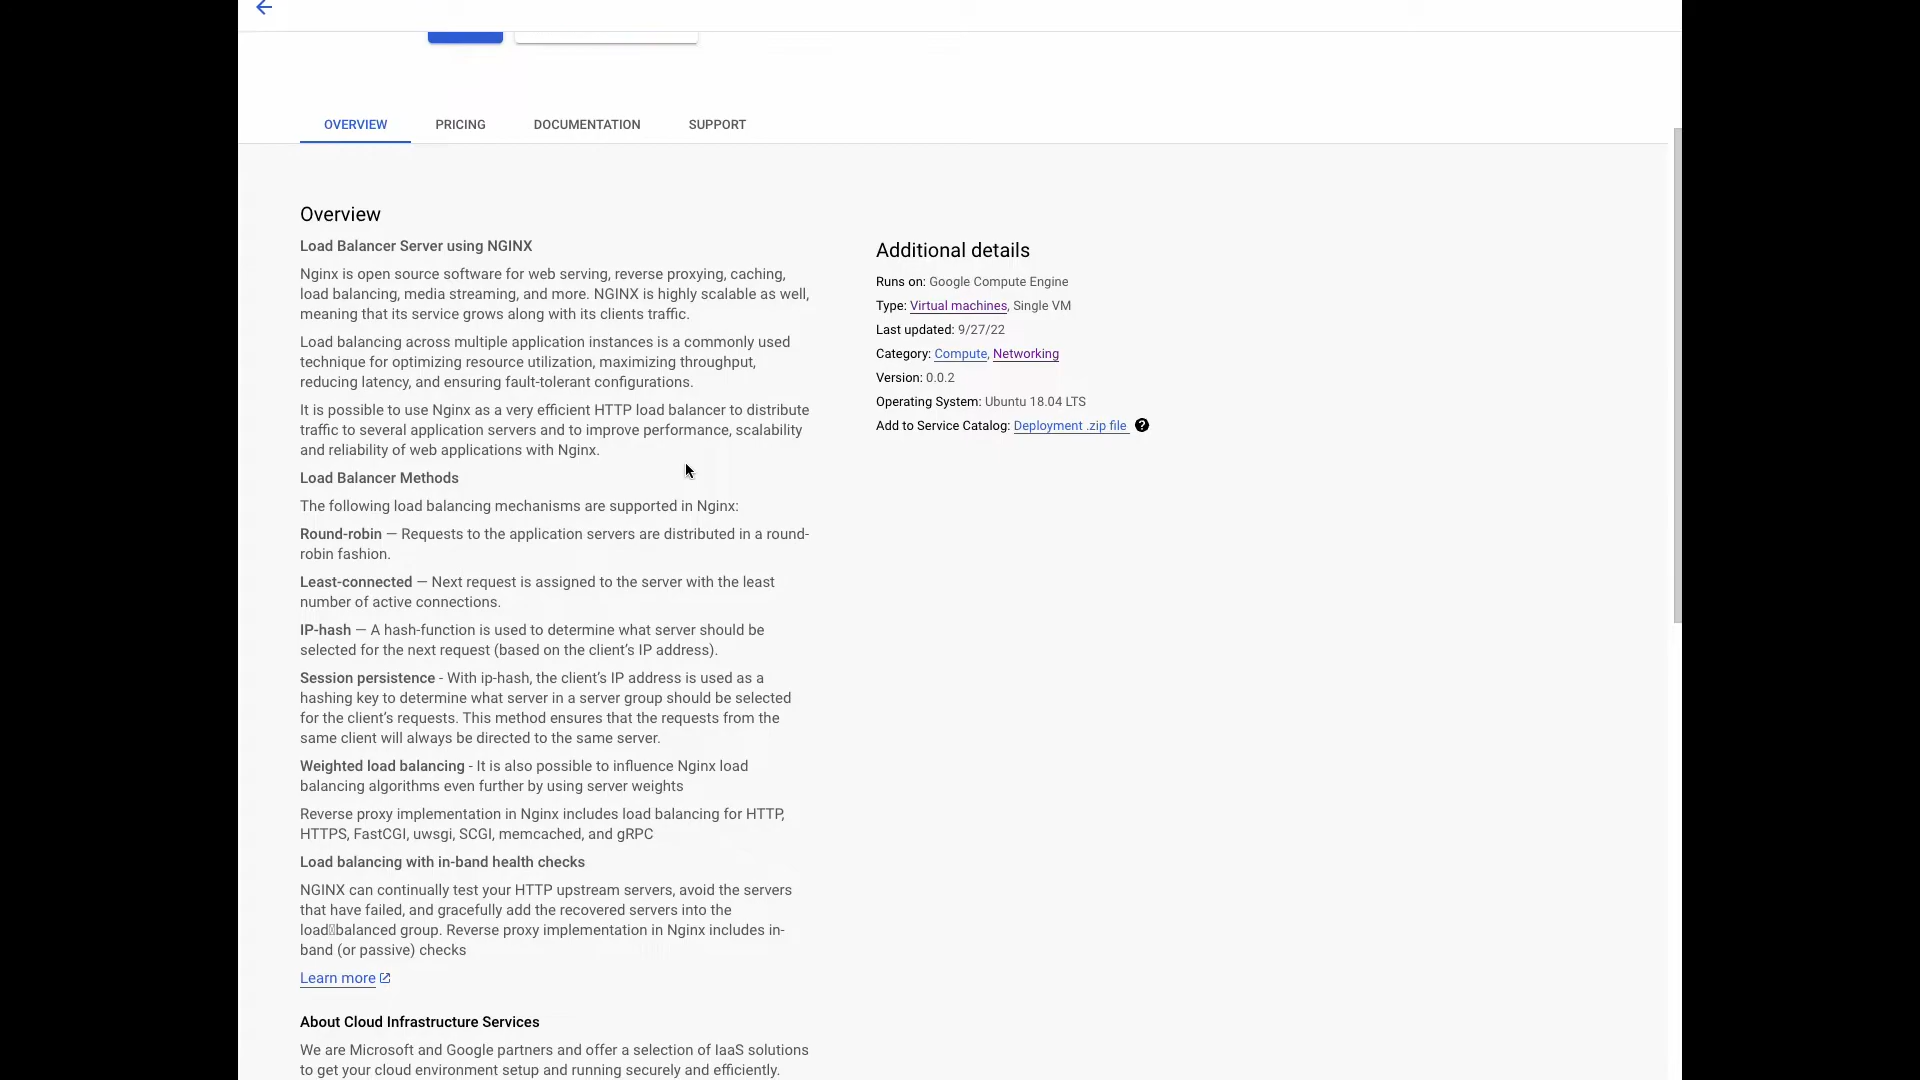 OVERVIEW
PRICING
DOCUMENTATION
SUPPORT
Overview
Load Balancer Server using NGINX
Nginx is open source software for web serving, reverse proxying, caching,
load balancing, media streaming, and more. NGINX is highly scalable as well,
meaning that its service grows along with its clients traffic.
Load balancing across multiple application instances is a commonly used
technique for optimizing resource utilization, maximizing throughput,
reducing latency, and ensuring fault-tolerant configurations.
It is possible to use Nginx as a very efficient HTTP load balancer to distribute
traffic to several application servers and to improve performance, scalability
and reliability of web applications with Nginx.
Load Balancer Methods
The following load balancing mechanisms are supported in Nginx:
Round-robin — Requests to the application servers are distributed in a round-
robin fashion.
Least-connected — Next request is assigned to the server with the least
number of active connections.
IP-hash — A hash-function is used to determine what server should be
selected for the next request (based on the client’s IP address).
Session persistence - With ip-hash, the client’s IP address is used as a
hashing key to determine what server in a server group should be selected
for the client’s requests. This method ensures that the requests from the
same client will always be directed to the same server.
Weighted load balancing - It is also possible to influence Nginx load
balancing algorithms even further by using server weights
Reverse proxy implementation in Nginx includes load balancing for HTTP,
HTTPS, FastCGI, uwsgi, SCGI, memcached, and gRPC
Load balancing with in-band health checks
NGINX can continually test your HTTP upstream servers, avoid the servers
that have failed, and gracefully add the recovered servers into the
load▯balanced group. Reverse proxy implementation in Nginx includes in-
band (or passive) checks
Learn more
About Cloud Infrastructure Services
We are Microsoft and Google partners and offer a selection of IaaS solutions
to get your cloud environment setup and running securely and efficiently.
Additional details
Runs on: Google Compute Engine
Type: Virtual machines, Single VM
Last updated: 9/27/22
Category: Compute, Networking
Version: 0.0.2
Operating System: Ubuntu 18.04 LTS
Add to Service Catalog: Deployment .zip file ?